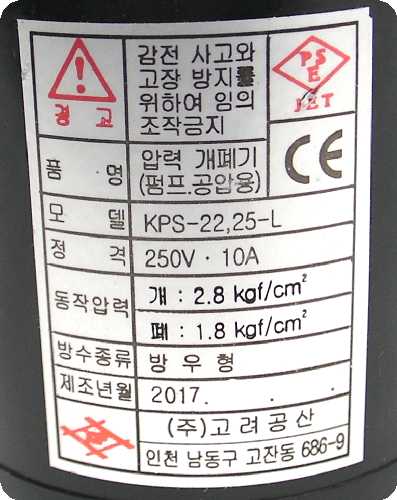 경 고
감전 사고와
고장 방지를
위하여 임의
조작금지
PS
E
JET
품 명
압력 개폐기
(펌프.공압용)
CE
모 델
KPS-22,25-L
정 격
250V · 10A
동작압력
개 : 2.8 kgf/cm²
폐 : 1.8 kgf/cm²
방수종류
방 우 형
제조년월
2017. . .
(주)고려공산
인천 남동구 고잔동 686-9